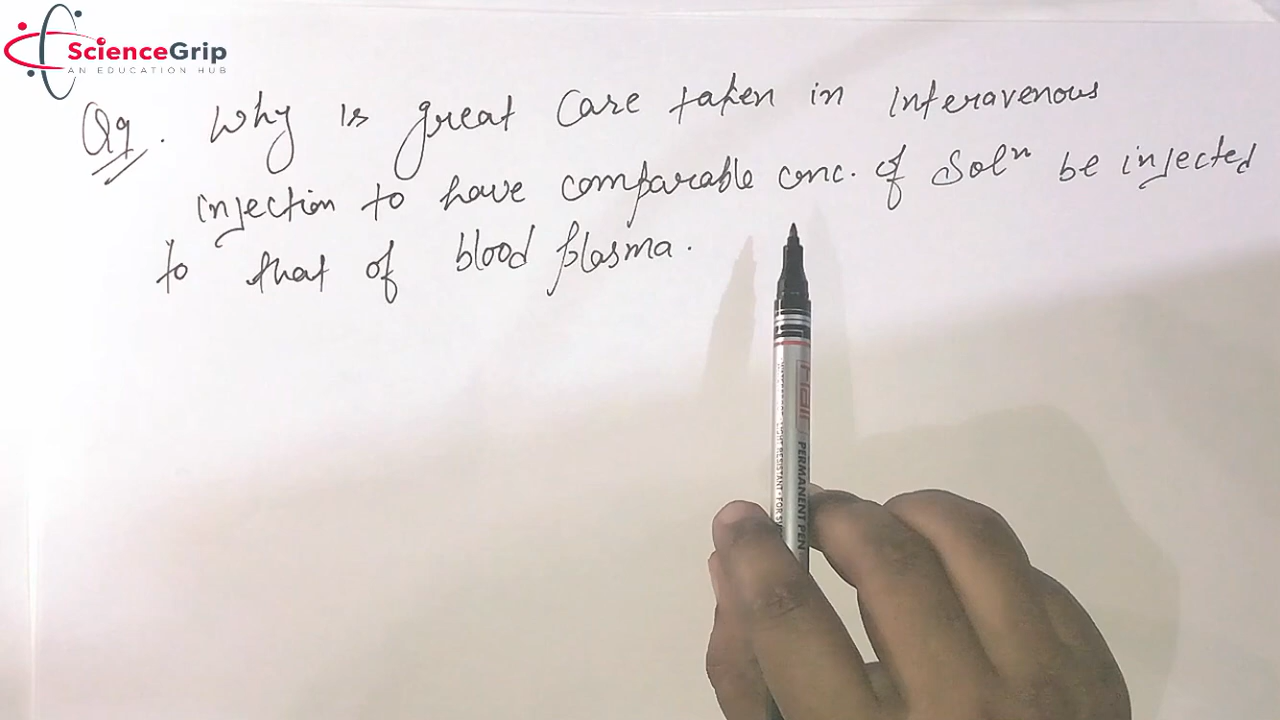 ScienceGrip
AN EDUCATION HUB
Q9. Why is great care taken in interavenous
injection to have comparable conc. of Solⁿ be injected
to that of blood plasma.
PERMANENT PEN